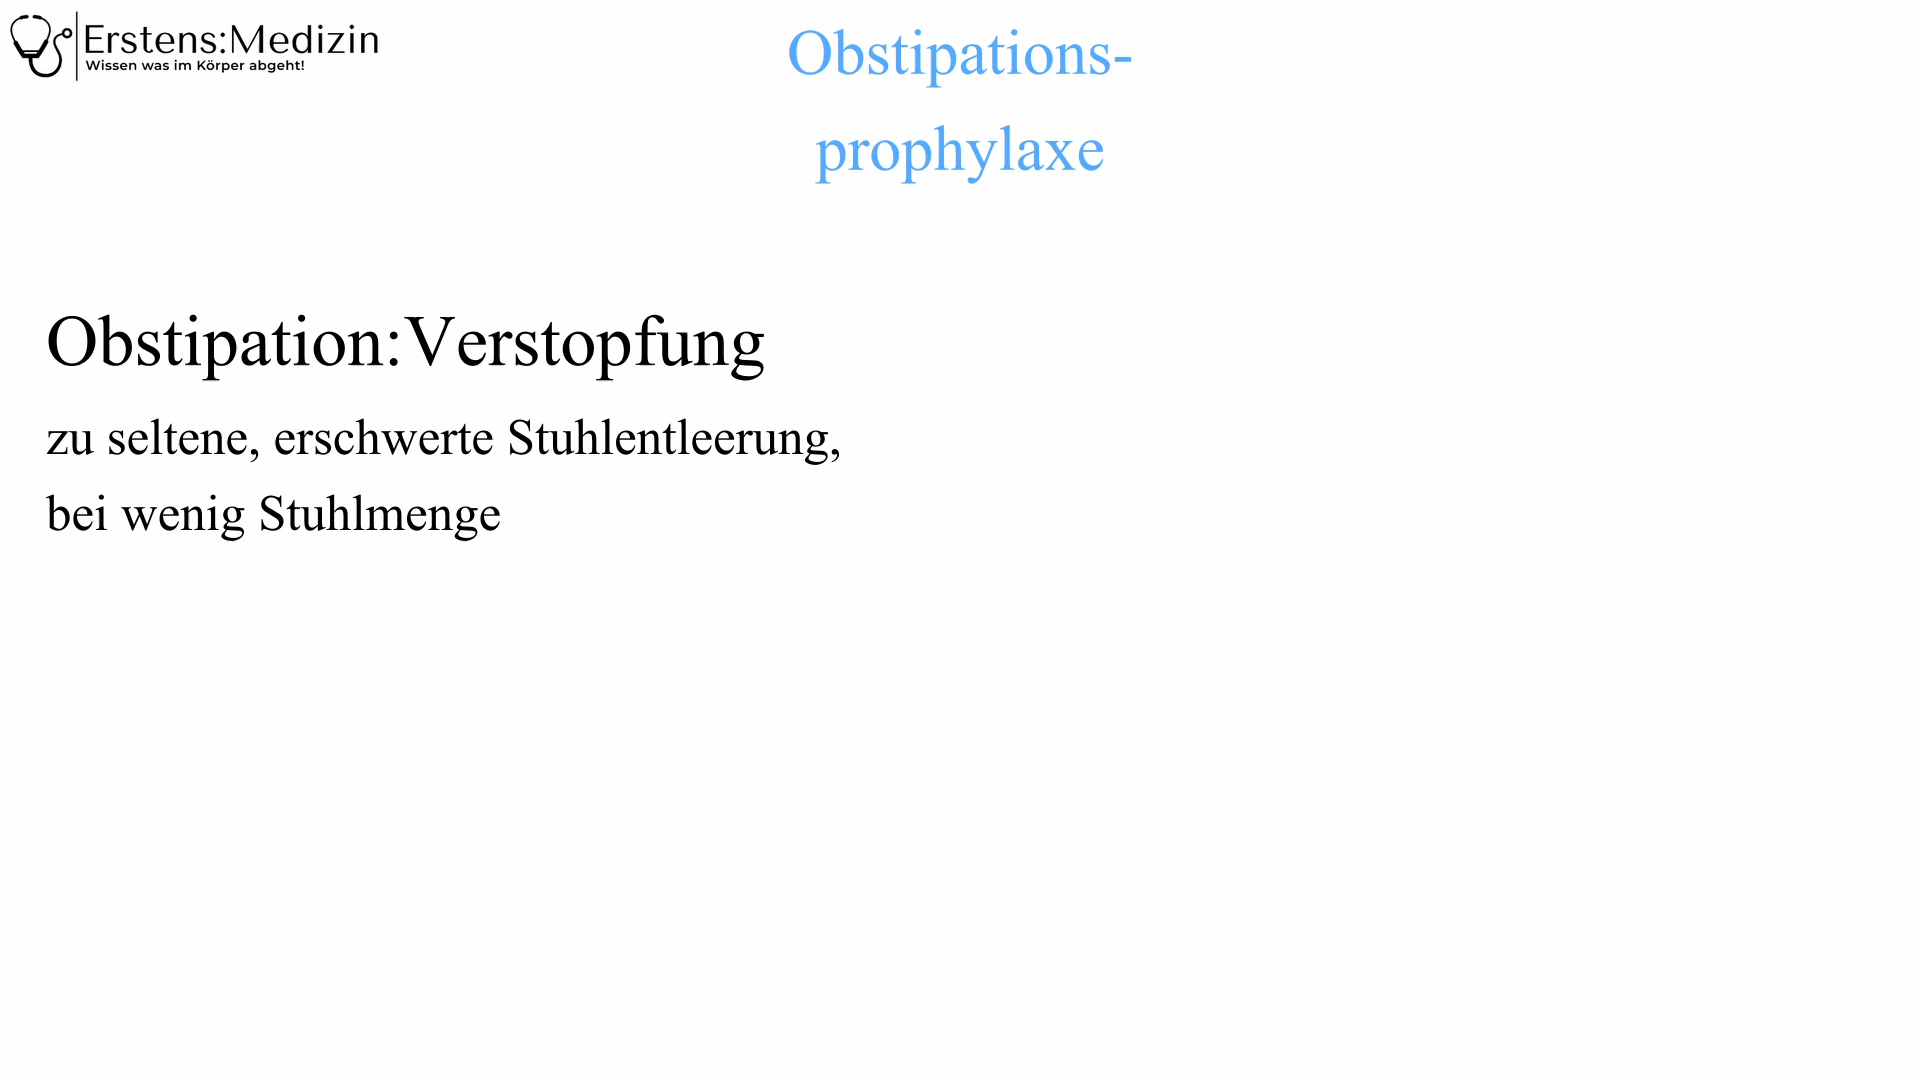 Erstens:Medizin
Wissen was im Körper abgeht!
Obstipations-
prophylaxe
Obstipation:Verstopfung
zu seltene, erschwerte Stuhlentleerung,
bei wenig Stuhlmenge